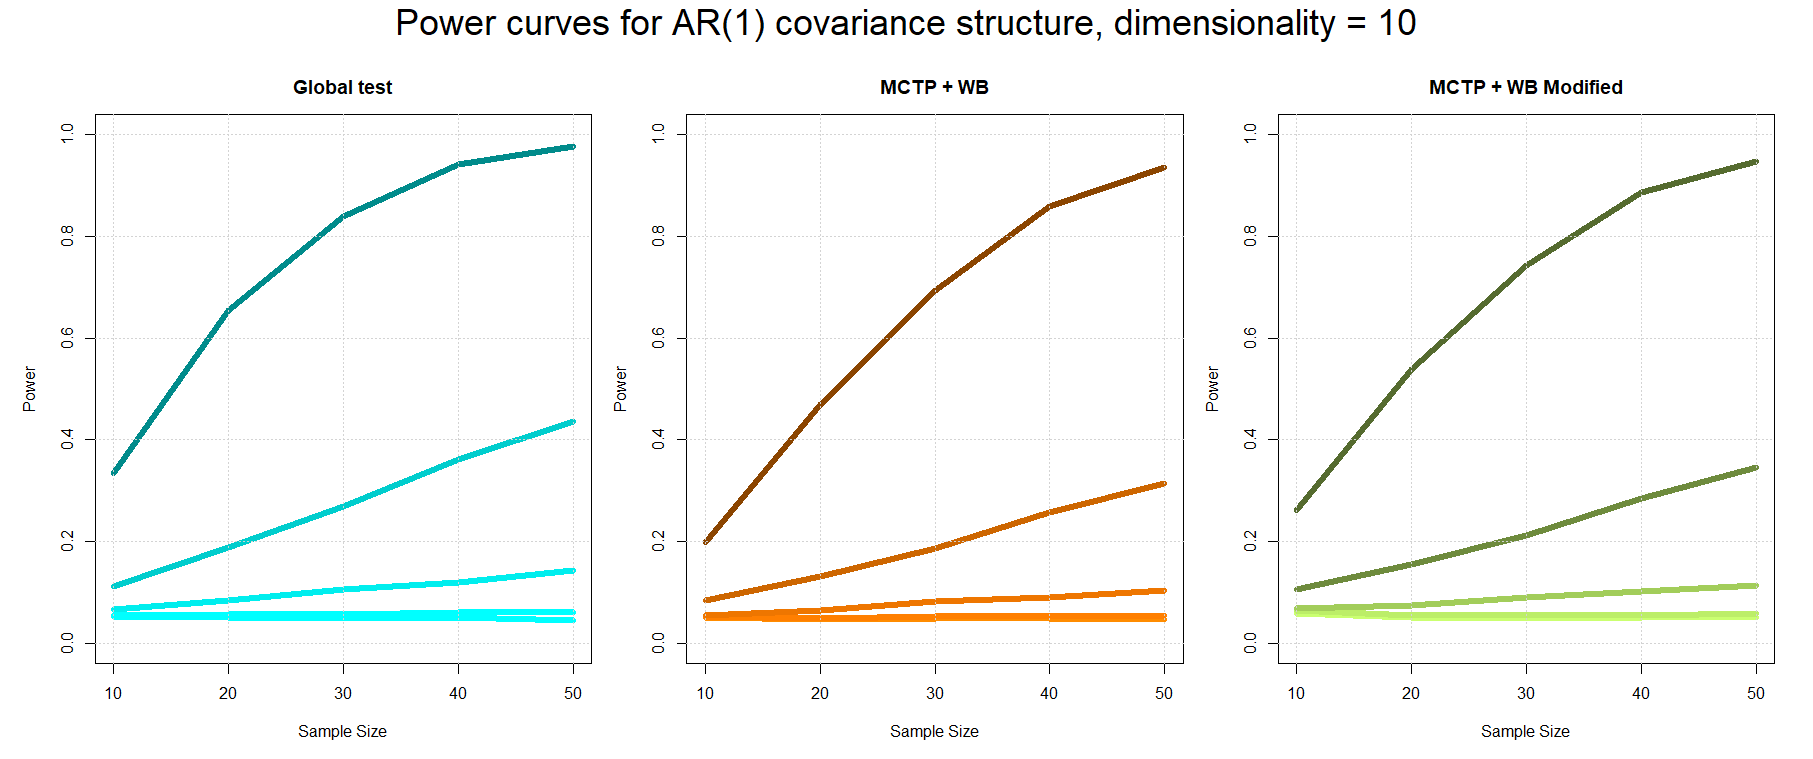 Power curves for AR(1) covariance structure, dimensionality = 10
Global test
1.0
0.8
0.6
0.4
0.2
0.0
Power
10 20 30 40 50
Sample Size
MCTP + WB
1.0
0.8
0.6
0.4
0.2
0.0
Power
10 20 30 40 50
Sample Size
MCTP + WB Modified
1.0
0.8
0.6
0.4
0.2
0.0
Power
10 20 30 40 50
Sample Size